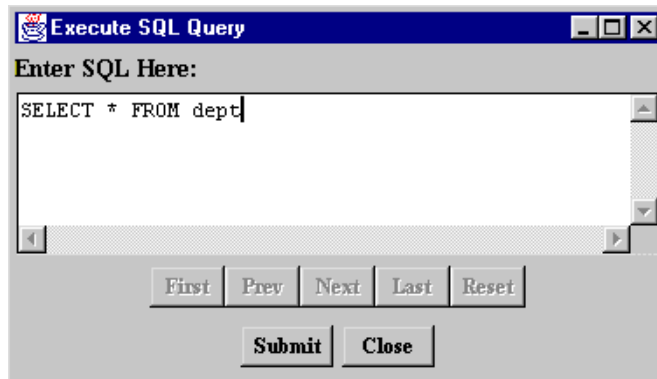 Execute SQL Query
Enter SQL Here:
SELECT * FROM dept
First Prev Next Last Reset
Submit Close